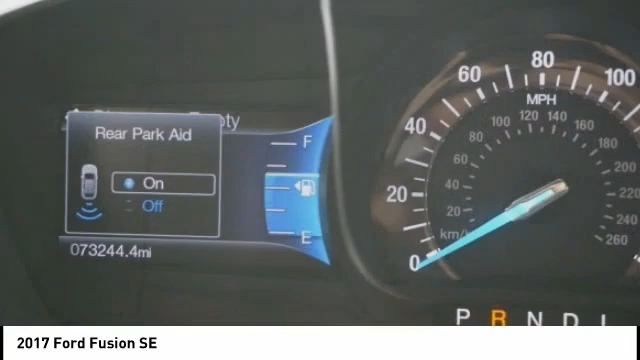 80
60
100
MPH
ty
Rear Park Aid
F
40
120
140
100
160
80
180
60
200
On
20
40
220
Off
20
240
km/
E
260
073244.4mi
0
P R N D L
2017 Ford Fusion SE